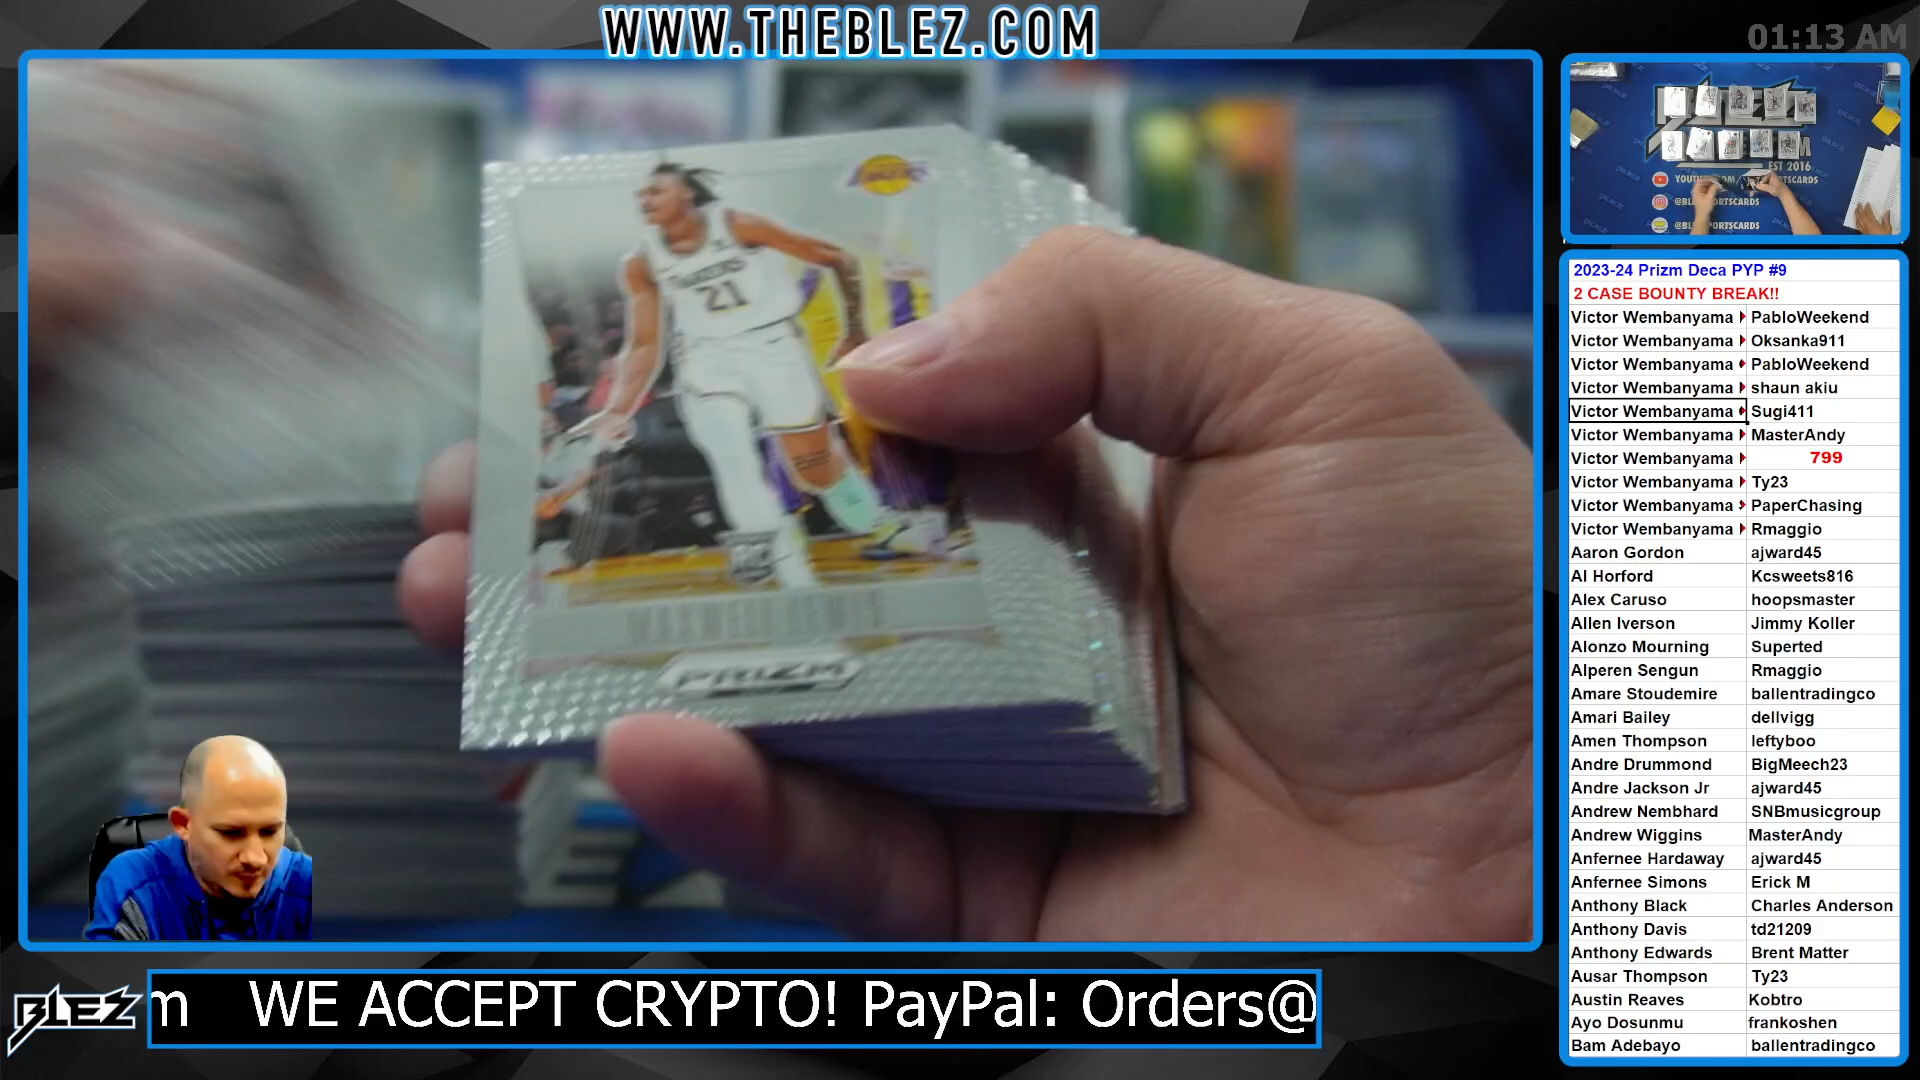 WWW.THEBLEZ.COM
01:13 AM
LAKERS
21
RC
PRIZM
EST 2016
2023-24 Prizm Deca PYP #9
2 CASE BOUNTY BREAK!!
Victor Wembanyama PabloWeekend
Victor Wembanyama Oksanka911
Victor Wembanyama PabloWeekend
Victor Wembanyama shaun akiu
Victor Wembanyama Sugi411
Victor Wembanyama MasterAndy
Victor Wembanyama 799
Victor Wembanyama Ty23
Victor Wembanyama PaperChasing
Victor Wembanyama Rmaggio
Aaron Gordon ajward45
Al Horford Kcsweets816
Alex Caruso hoopsmaster
Allen Iverson Jimmy Koller
Alonzo Mourning Superted
Alperen Sengun Rmaggio
Amare Stoudemire ballentradingco
Amari Bailey dellvigg
Amen Thompson leftyboo
Andre Drummond BigMeech23
Andre Jackson Jr ajward45
Andrew Nembhard SNBmusicgroup
Andrew Wiggins MasterAndy
Anfernee Hardaway ajward45
Anfernee Simons Erick M
Anthony Black Charles Anderson
Anthony Davis td21209
Anthony Edwards Brent Matter
Ausar Thompson Ty23
Austin Reaves Kobtro
Ayo Dosunmu frankoshen
Bam Adebayo ballentradingco
BLEZ
m WE ACCEPT CRYPTO! PayPal: Orders@